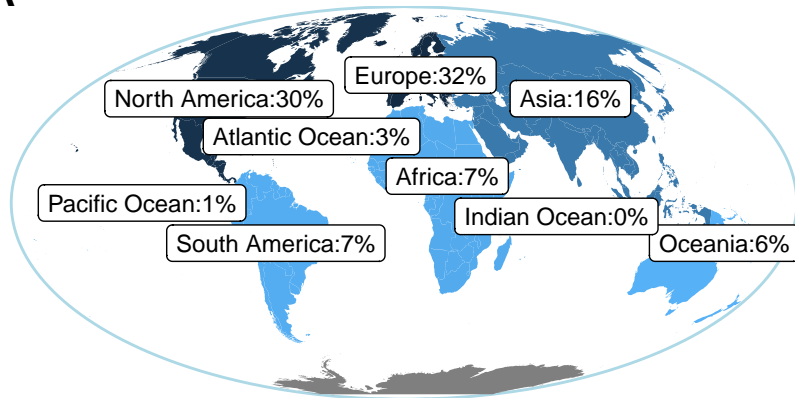 Europe:32%
North America:30%
Asia:16%
Atlantic Ocean:3%
Africa:7%
Pacific Ocean:1%
Indian Ocean:0%
South America:7%
Oceania:6%